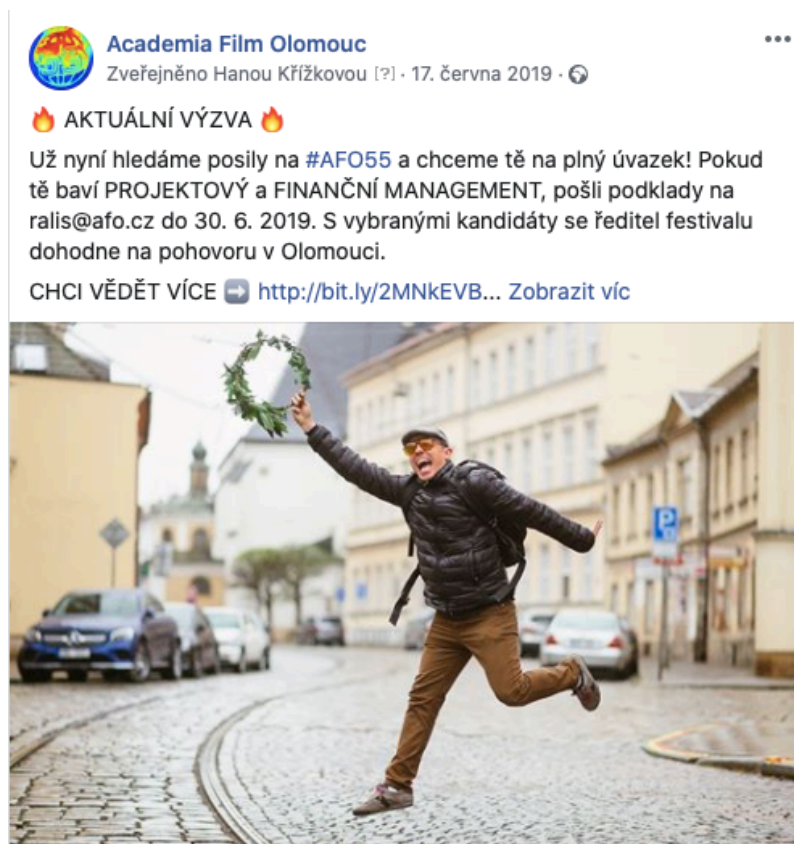 Academia Film Olomouc
Zveřejněno Hanou Křížkovou [?] · 17. června 2019 ·
🔥 AKTUÁLNÍ VÝZVA 🔥
Už nyní hledáme posily na #AFO55 a chceme tě na plný úvazek! Pokud
tě baví PROJEKTOVÝ a FINANČNÍ MANAGEMENT, pošli podklady na
ralis@afo.cz do 30. 6. 2019. S vybranými kandidáty se ředitel festivalu
dohodne na pohovoru v Olomouci.
CHCI VĚDĚT VÍCE ➡️ http://bit.ly/2MNkEVB... Zobrazit víc
P